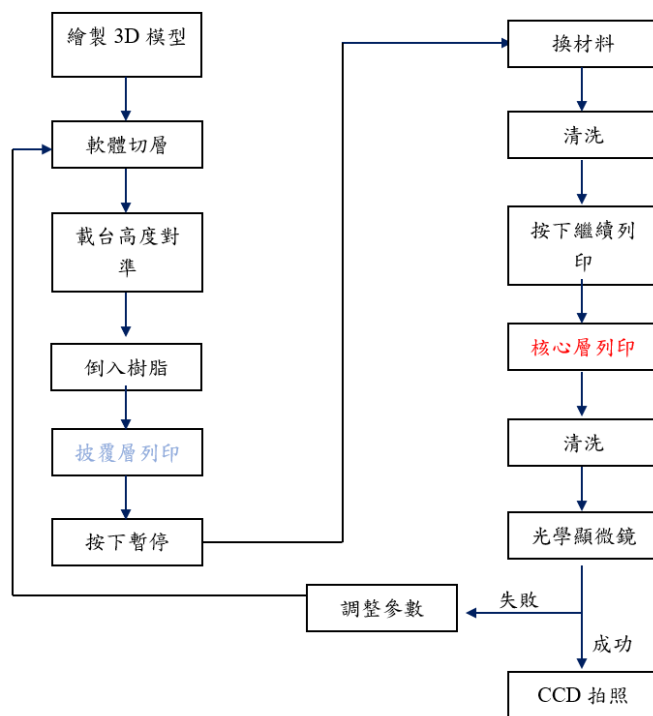 繪製 3D 模型
軟體切層
載台高度對
準
倒入樹脂
披覆層列印
按下暫停
換材料
清洗
按下繼續列
印
核心層列印
清洗
光學顯微鏡
失敗
調整參數
成功
CCD 拍照